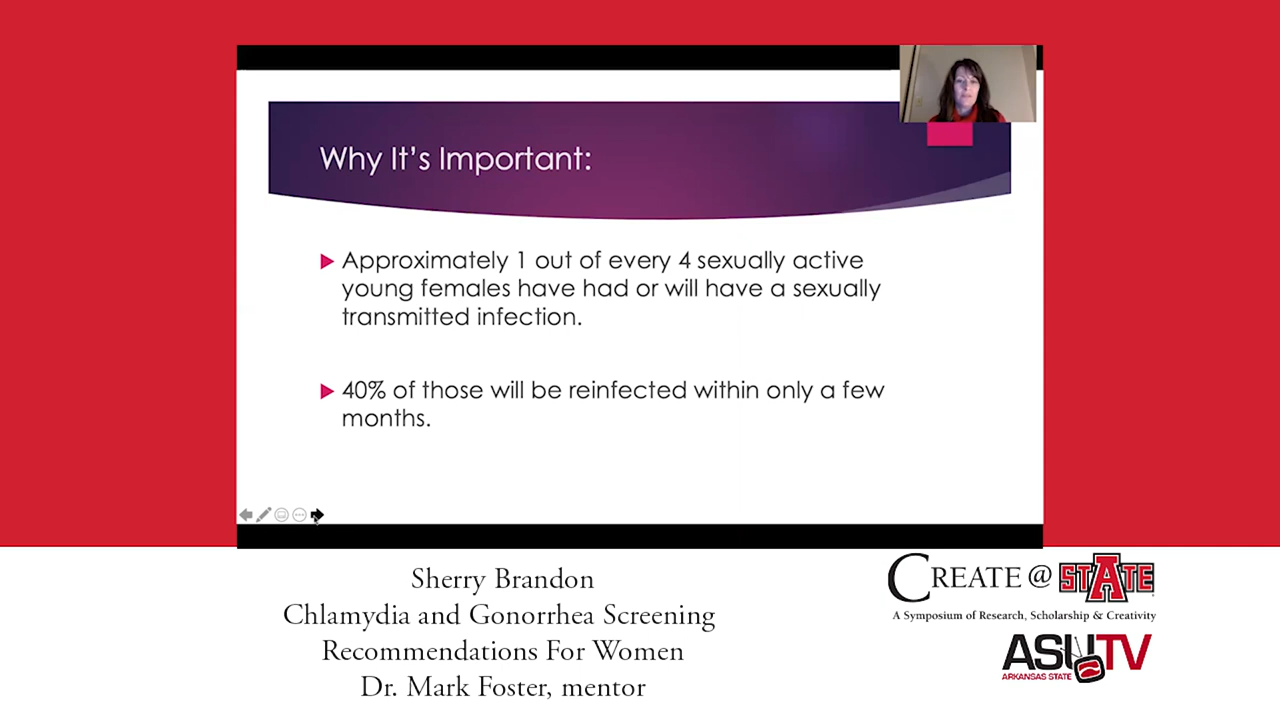 Why It’s Important:
Approximately 1 out of every 4 sexually active
young females have had or will have a sexually
transmitted infection.
40% of those will be reinfected within only a few
months.
Sherry Brandon
Chlamydia and Gonorrhea Screening
Recommendations For Women
Dr. Mark Foster, mentor
CREATE @ STATE
A Symposium of Research, Scholarship & Creativity
ASUTV
ARKANSAS STATE